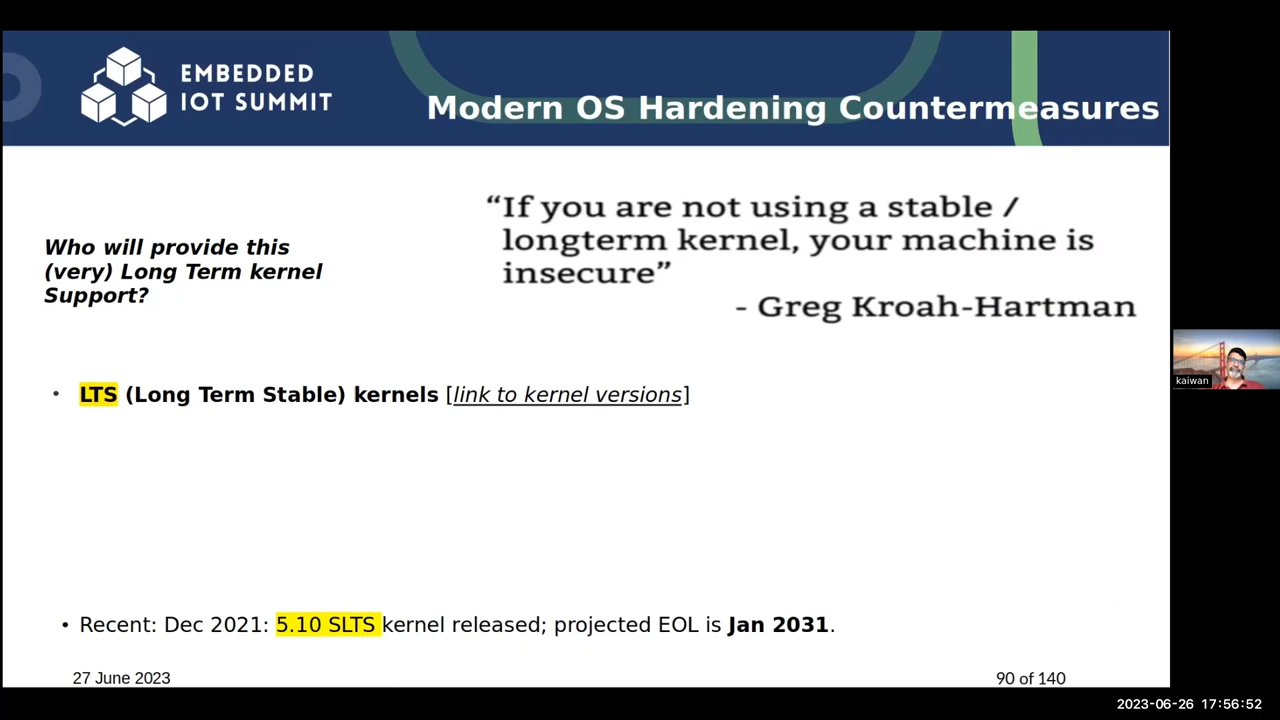 EMBEDDED
IOT SUMMIT
Modern OS Hardening Countermeasures
“If you are not using a stable /
longterm kernel, your machine is
insecure”
- Greg Kroah-Hartman
Who will provide this
(very) Long Term kernel
Support?
• LTS (Long Term Stable) kernels [link to kernel versions]
• Recent: Dec 2021: 5.10 SLTS kernel released; projected EOL is Jan 2031.
27 June 2023
90 of 140
kaiwan
2023-06-26 17:56:52